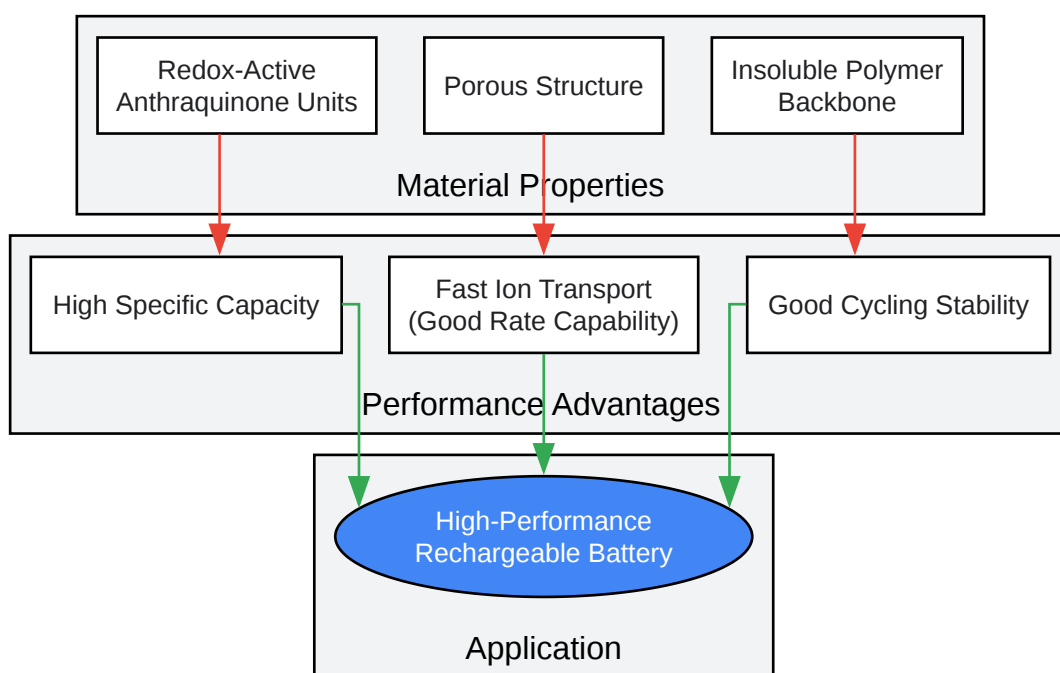 Redox-Active
Anthraquinone Units
Porous Structure
Insoluble Polymer
Backbone
Material Properties
High Specific Capacity
Fast Ion Transport
(Good Rate Capability)
Good Cycling Stability
Performance Advantages
High-Performance
Rechargeable Battery
Application